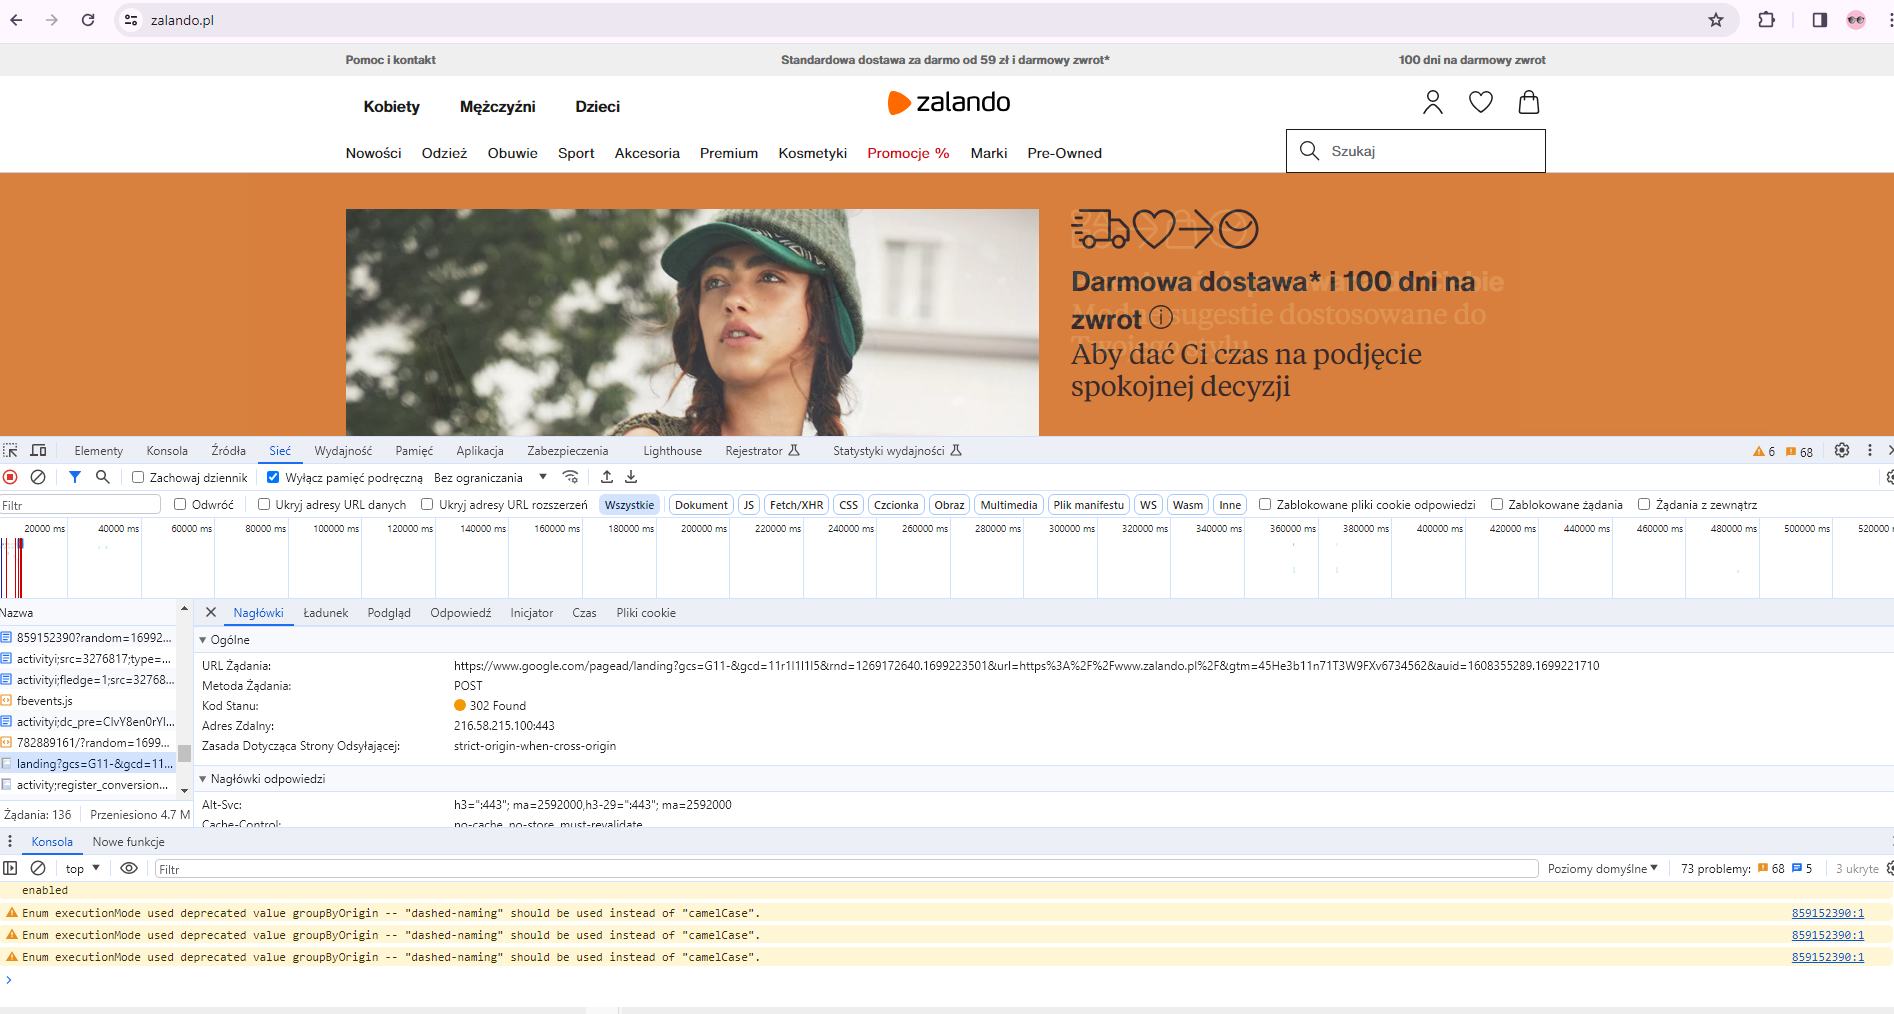 zalando.pl
Pomoc i kontakt
Standardowa dostawa za darmo od 59 zł i darmowy zwrot*
100 dni na darmowy zwrot
Kobiety Mężczyźni Dzieci
zalando
Nowości Odzież Obuwie Sport Akcesoria Premium Kosmetyki Promocje % Marki Pre-Owned
Szukaj
Darmowa dostawa* i 100 dni na
zwrot
sugestie dostosowane do
Twojego stylu
Aby dać Ci czas na podjęcie
spokojnej decyzji
Elementy Konsola Źródła Sieć Wydajność Pamięć Aplikacja Zabezpieczenia Lighthouse Rejestrator Statystyki wydajności 6 68
Zachowaj dziennik Wyłącz pamięć podręczną Bez ograniczania
Filtr Odwróć Ukryj adresy URL danych Ukryj adresy URL rozszerzeń Wszystkie Dokument JS Fetch/XHR CSS Czcionka Obraz Multimedia Plik manifestu WS Wasm Inne Zablokowane pliki cookie odpowiedzi Zablokowane żądania Żądania z zewnątrz
20000 ms 40000 ms 60000 ms 80000 ms 100000 ms 120000 ms 140000 ms 160000 ms 180000 ms 200000 ms 220000 ms 240000 ms 260000 ms 280000 ms 300000 ms 320000 ms 340000 ms 360000 ms 380000 ms 400000 ms 420000 ms 440000 ms 460000 ms 480000 ms 500000 ms 520000
Nazwa
859152390?random=16992...
activityi;src=3276817;type=...
activityi;fledge=1;src=32768...
fbevents.js
activityi;dc_pre=CIvY8en0rYI...
782889161/?random=1699...
landing?gcs=G11-&gcd=11...
activity;register_conversion...
Żądania: 136 Przeniesiono 4.7 M
Nagłówki Ładunek Podgląd Odpowiedź Inicjator Czas Pliki cookie
Ogólne
URL Żądania: https://www.google.com/pagead/landing?gcs=G11-&gcd=11r1l1l1l5&rnd=1269172640.1699223501&url=https%3A%2F%2Fwww.zalando.pl%2F&gtm=45He3b11n71T3W9FXv6734562&auid=1608355289.1699221710
Metoda Żądania: POST
Kod Stanu: 302 Found
Adres Zdalny: 216.58.215.100:443
Zasada Dotycząca Strony Odsyłającej: strict-origin-when-cross-origin
Nagłówki odpowiedzi
Alt-Svc: h3=":443"; ma=2592000,h3-29=":443"; ma=2592000
Cache-Control: no-cache, no-store, must-revalidate
Konsola Nowe funkcje
top Filtr Poziomy domyślne 73 problemy: 68 5 3 ukryte
enabled
Enum executionMode used deprecated value groupByOrigin -- "dashed-naming" should be used instead of "camelCase". 859152390:1
Enum executionMode used deprecated value groupByOrigin -- "dashed-naming" should be used instead of "camelCase". 859152390:1
Enum executionMode used deprecated value groupByOrigin -- "dashed-naming" should be used instead of "camelCase". 859152390:1